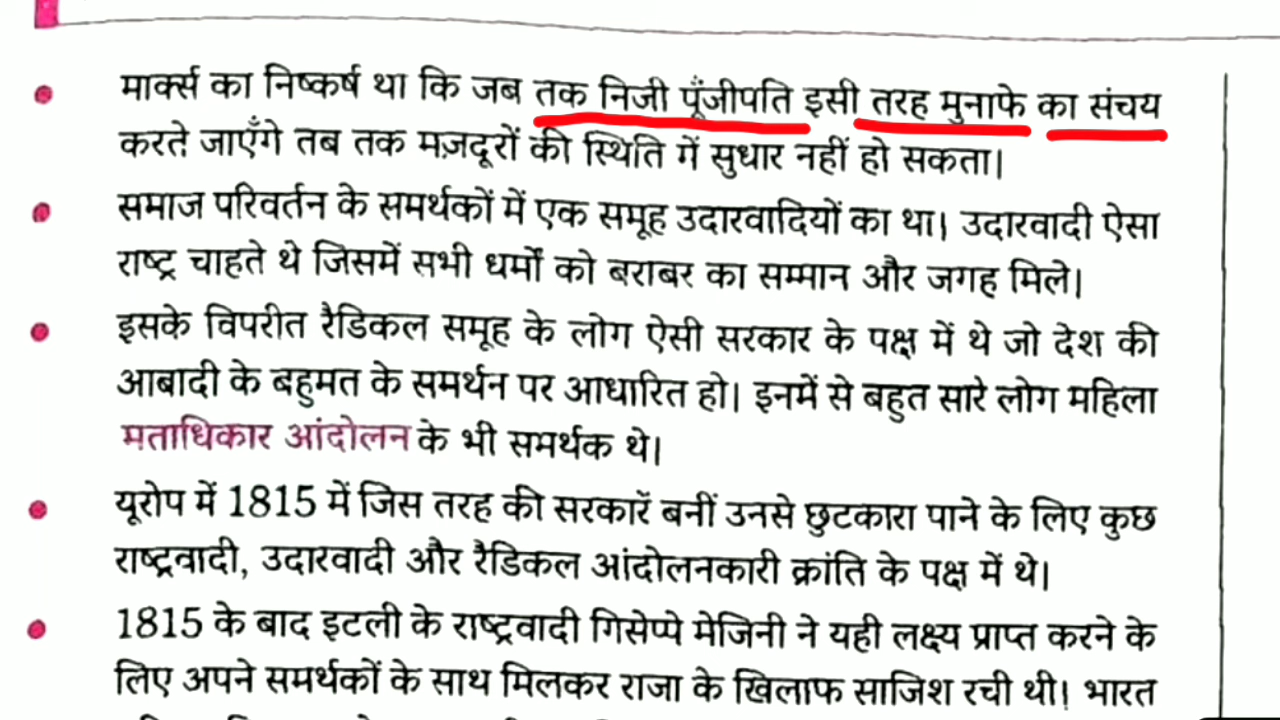 मार्क्स का निष्कर्ष था कि जब तक निजी पूँजीपति इसी तरह मुनाफे का संचय
करते जाएँगे तब तक मज़दूरों की स्थिति में सुधार नहीं हो सकता।
समाज परिवर्तन के समर्थकों में एक समूह उदारवादियों का था। उदारवादी ऐसा
राष्ट्र चाहते थे जिसमें सभी धर्मों को बराबर का सम्मान और जगह मिले।
इसके विपरीत रैडिकल समूह के लोग ऐसी सरकार के पक्ष में थे जो देश की
आबादी के बहुमत के समर्थन पर आधारित हो। इनमें से बहुत सारे लोग महिला
मताधिकार आंदोलन के भी समर्थक थे।
यूरोप में 1815 में जिस तरह की सरकारें बनीं उनसे छुटकारा पाने के लिए कुछ
राष्ट्रवादी, उदारवादी और रैडिकल आंदोलनकारी क्रांति के पक्ष में थे।
1815 के बाद इटली के राष्ट्रवादी गिसेप्पे मेजिनी ने यही लक्ष्य प्राप्त करने के
लिए अपने समर्थकों के साथ मिलकर राजा के खिलाफ साजिश रची थी। भारत